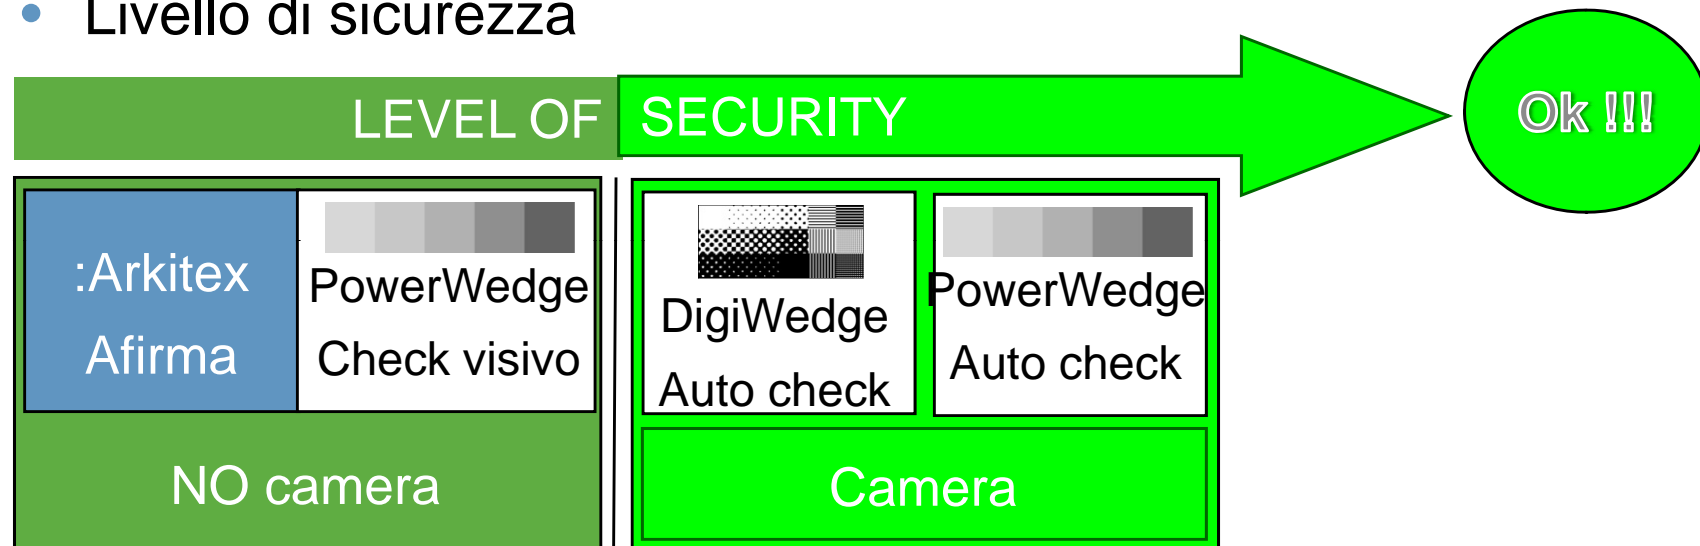 • Livello di sicurezza
LEVEL OF SECURITY
Ok !!!
:Arkitex
Afirma
PowerWedge
Check visivo
DigiWedge
Auto check
PowerWedge
Auto check
NO camera
Camera